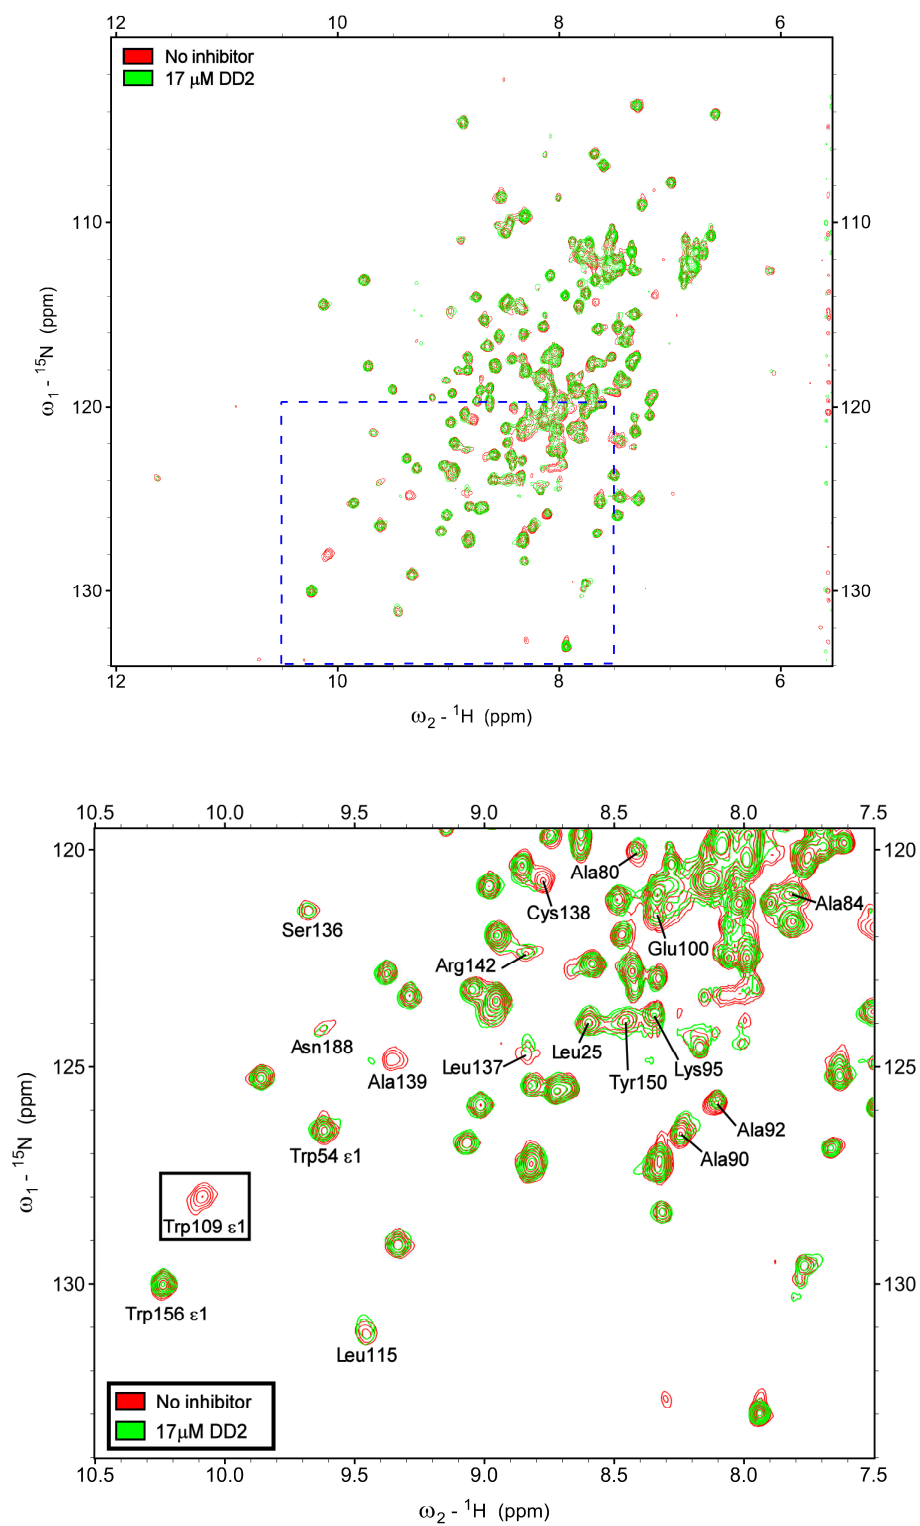 12 10 8 6
No inhibitor
17 μM DD2
110 110
120 120
130 130
ω1 - 15N (ppm)
12 10 8 6
ω2 - 1H (ppm)
10.5 10.0 9.5 9.0 8.5 8.0 7.5
120 120
Ala80
Cys138
Ala84
Ser136
Glu100
Arg142
Asn188
Leu137
Leu25
Lys95
125 125
Ala139
Tyr150
Ala92
Trp54 ε1
Ala90
ω1 - 15N (ppm)
Trp109 ε1
130 130
Trp156 ε1
Leu115
No inhibitor
17μM DD2
10.5 10.0 9.5 9.0 8.5 8.0 7.5
ω2 - 1H (ppm)